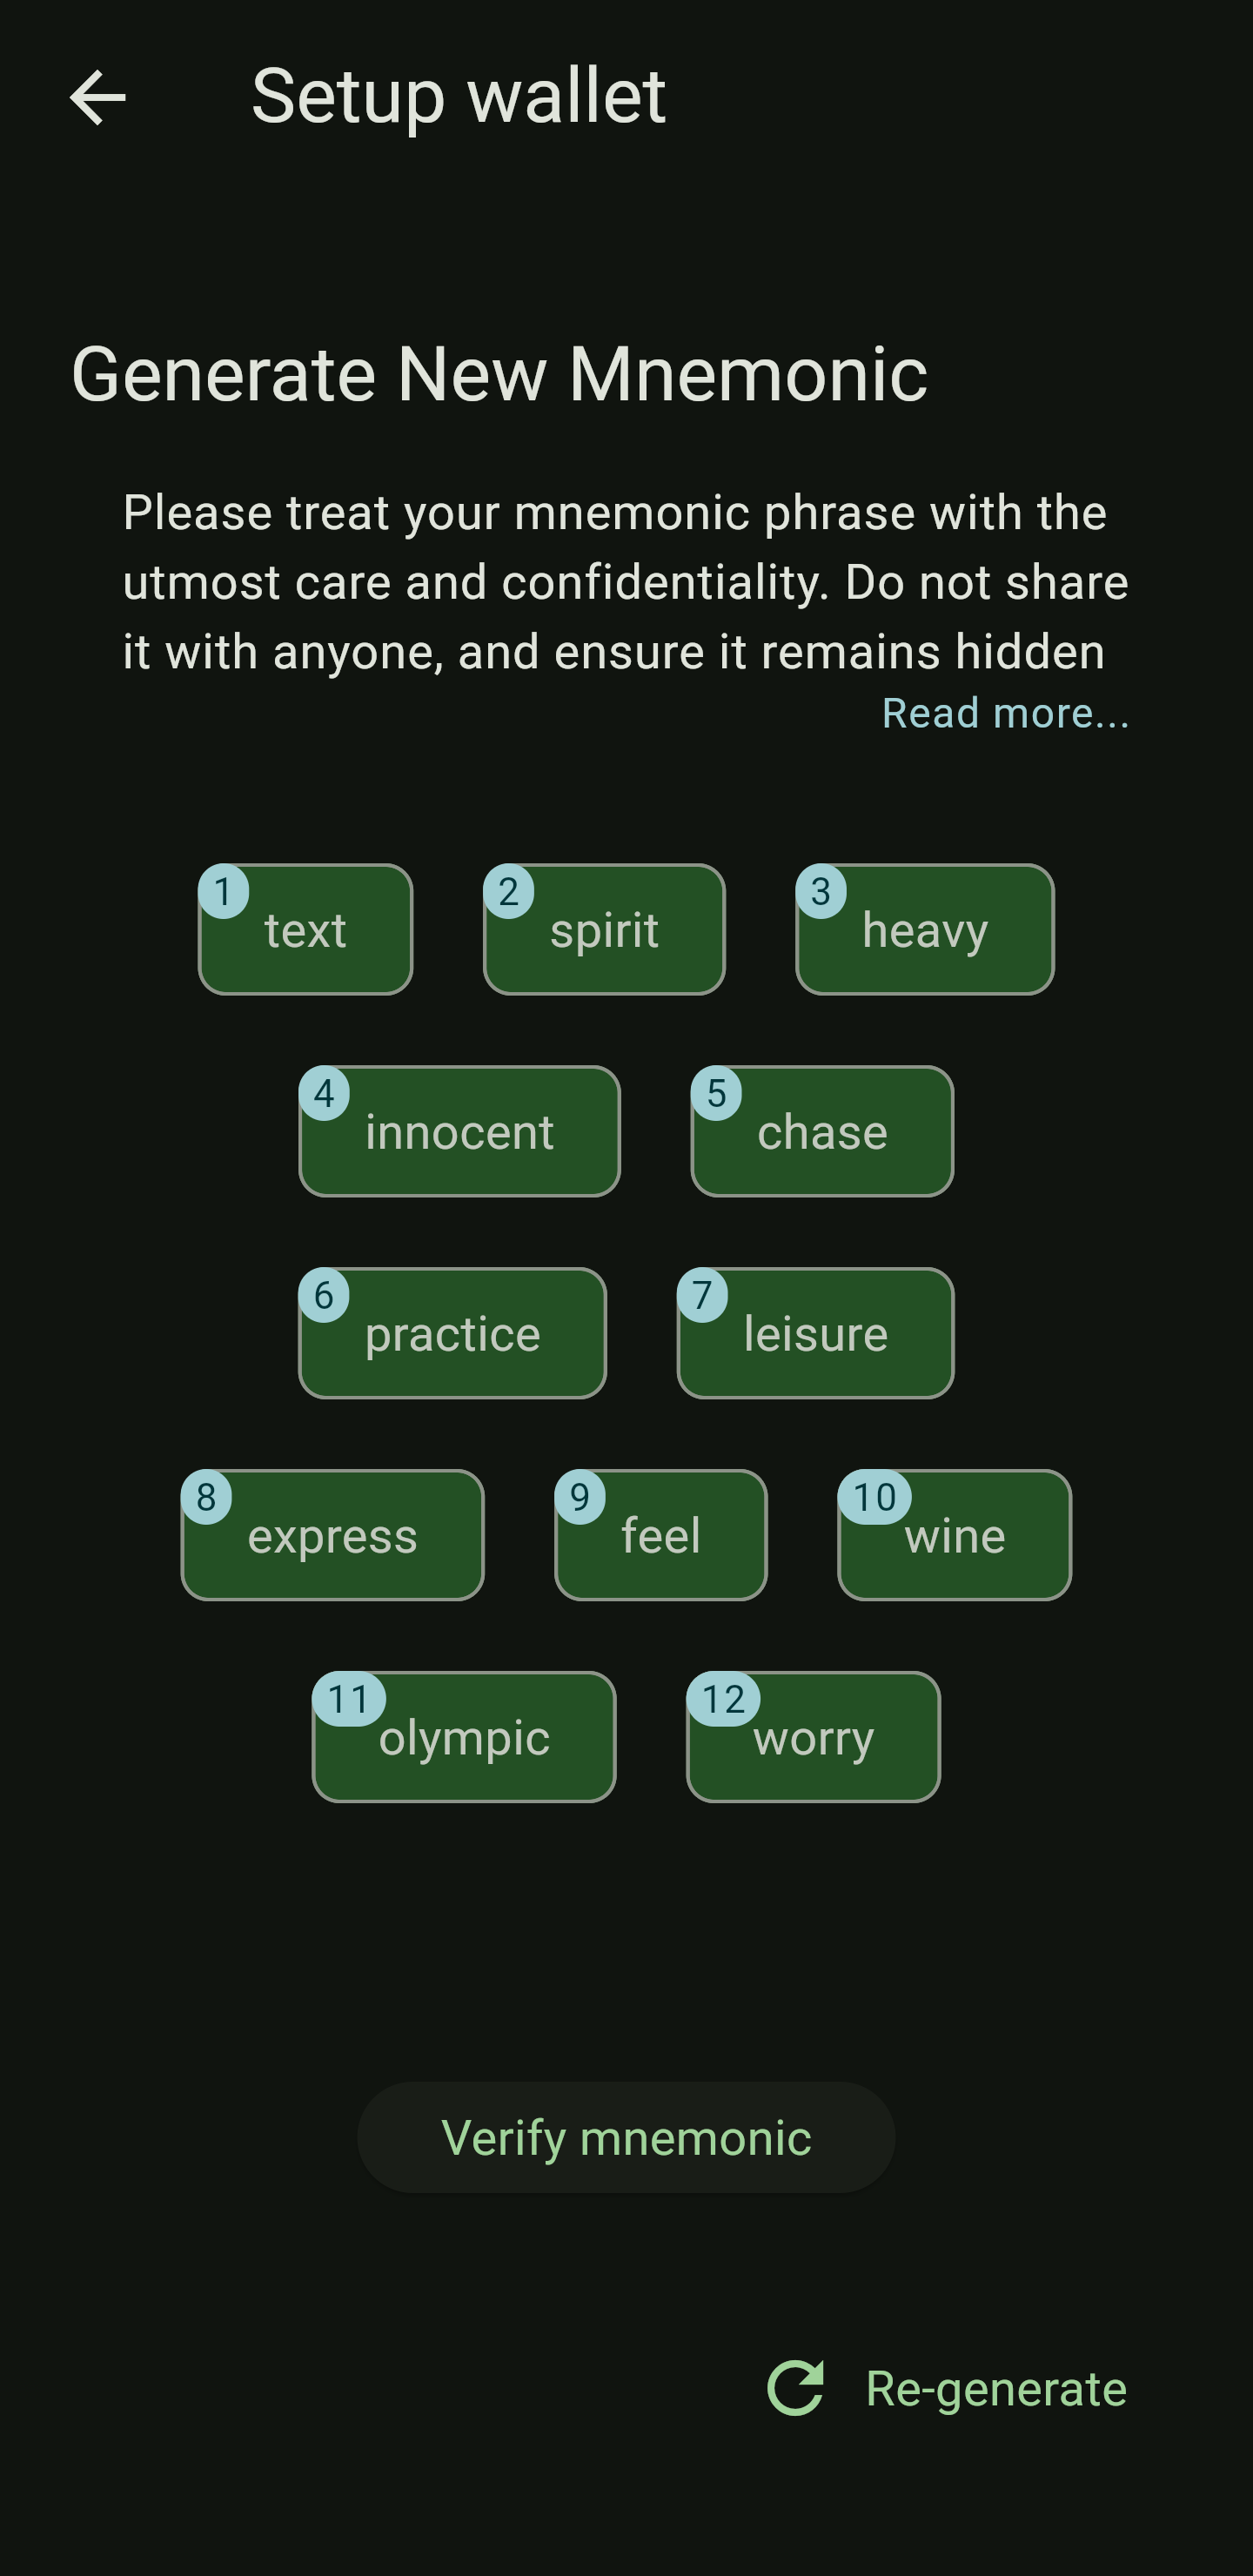 Setup wallet
Generate New Mnemonic
Please treat your mnemonic phrase with the
utmost care and confidentiality. Do not share
it with anyone, and ensure it remains hidden
Read more...
1 text 2 spirit 3 heavy
4 innocent 5 chase
6 practice 7 leisure
8 express 9 feel 10 wine
11 olympic 12 worry
Verify mnemonic
Re-generate